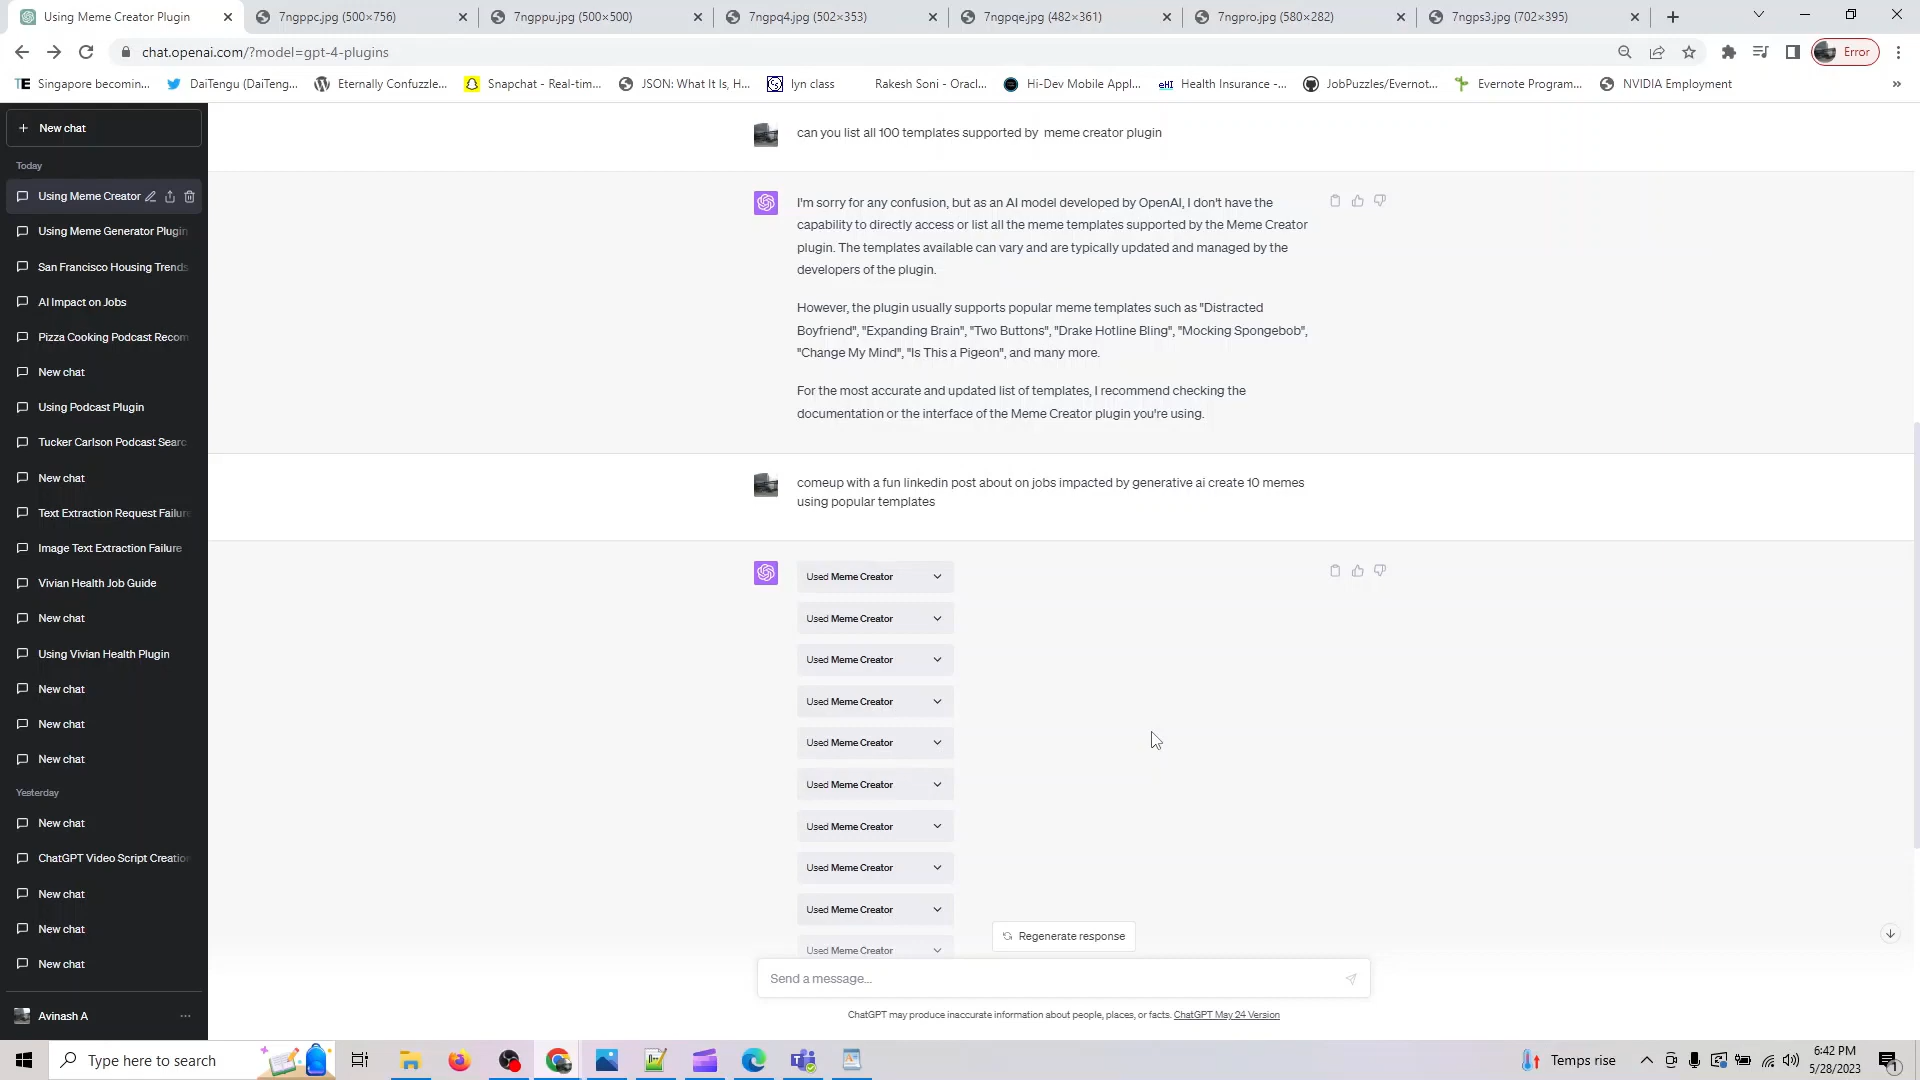 Using Meme Creator Plugin
7ngppc.jpg (500×756)
7ngppu.jpg (500×500)
7ngpq4.jpg (502×353)
7ngpqe.jpg (482×361)
7ngpro.jpg (580×282)
7ngps3.jpg (702×395)
chat.openai.com/?model=gpt-4-plugins
Error
Singapore becomin...
DaiTengu (DaiTeng...
Eternally Confuzzle...
Snapchat - Real-tim...
JSON: What It Is, H...
lyn class
Rakesh Soni - Oracl...
Hi-Dev Mobile Appl...
Health Insurance -...
JobPuzzles/Evernot...
Evernote Program...
NVIDIA Employment
New chat
Today
Using Meme Creator
Using Meme Generator Plugin
San Francisco Housing Trends
AI Impact on Jobs
Pizza Cooking Podcast Recom
New chat
Using Podcast Plugin
Tucker Carlson Podcast Searc
New chat
Text Extraction Request Failure
Image Text Extraction Failure
Vivian Health Job Guide
New chat
Using Vivian Health Plugin
New chat
New chat
New chat
Yesterday
New chat
ChatGPT Video Script Creation
New chat
New chat
New chat
Avinash A
can you list all 100 templates supported by meme creator plugin
I'm sorry for any confusion, but as an AI model developed by OpenAI, I don't have the
capability to directly access or list all the meme templates supported by the Meme Creator
plugin. The templates available can vary and are typically updated and managed by the
developers of the plugin.
However, the plugin usually supports popular meme templates such as "Distracted
Boyfriend", "Expanding Brain", "Two Buttons", "Drake Hotline Bling", "Mocking Spongebob",
"Change My Mind", "Is This a Pigeon", and many more.
For the most accurate and updated list of templates, I recommend checking the
documentation or the interface of the Meme Creator plugin you're using.
comeup with a fun linkedin post about on jobs impacted by generative ai create 10 memes
using popular templates
Used Meme Creator
Used Meme Creator
Used Meme Creator
Used Meme Creator
Used Meme Creator
Used Meme Creator
Used Meme Creator
Used Meme Creator
Used Meme Creator
Used Meme Creator
Regenerate response
Send a message...
ChatGPT may produce inaccurate information about people, places, or facts. ChatGPT May 24 Version
Type here to search
Temps rise
6:42 PM
5/28/2023